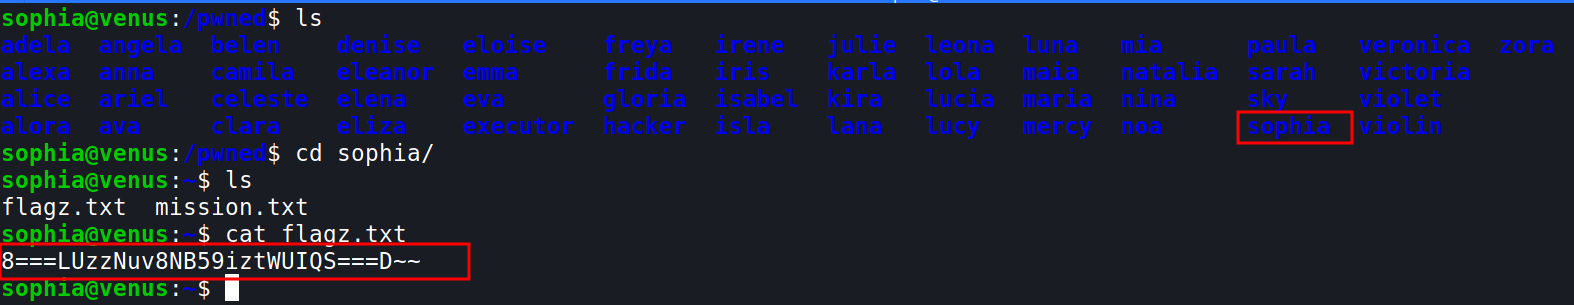 sophia@venus:/pwned$ ls
adela angela belen denise eloise freya irene julie leona luna mia paula veronica zora
alexa anna camila eleanor emma frida iris karla lola maia natalia sarah victoria
alice ariel celeste elena eva gloria isabel kira lucia maria nina sky violet
alora ava clara eliza executor hacker isla lana lucy mercy noa sophia violin
sophia@venus:/pwned$ cd sophia/
sophia@venus:~$ ls
flagz.txt mission.txt
sophia@venus:~$ cat flagz.txt
8===LUzzNuv8NB59iztWUIQS===D~~
sophia@venus:~$